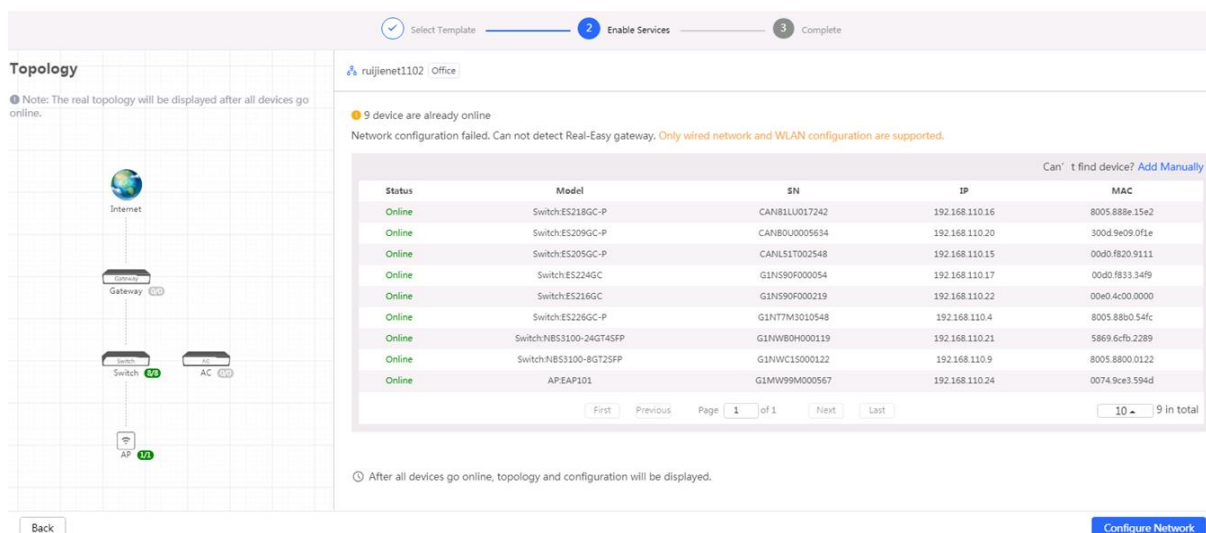 Select Template
2
Enable Services
3
Complete
Topology
Note: The real topology will be displayed after all devices go
online.
Internet
Gateway
Gateway 0/0
Switch
Switch 8/8
AC
AC 0/0
AP 1/1
ruijienet1102 Office
9 device are already online
Network configuration failed. Can not detect Real-Easy gateway. Only wired network and WLAN configuration are supported.
Can' t find device? Add Manually
Status Model SN IP MAC
Online Switch:ES218GC-P CAN81LU017242 192.168.110.16 8005.888e.15e2
Online Switch:ES209GC-P CANB0U0005634 192.168.110.20 300d.9e09.0f1e
Online Switch:ES205GC-P CANL51T002548 192.168.110.15 00d0.f820.9111
Online Switch:ES224GC G1NS90F000054 192.168.110.17 00d0.f833.34f9
Online Switch:ES216GC G1NS90F000219 192.168.110.22 00e0.4c00.0000
Online Switch:ES226GC-P G1NT7M3010548 192.168.110.4 8005.88b0.54fc
Online Switch:NBS3100-24GT4SFP G1NWB0H000119 192.168.110.21 5869.6cfb.2289
Online Switch:NBS3100-8GT2SFP G1NWC1S000122 192.168.110.9 8005.8800.0122
Online AP:EAP101 G1MW99M000567 192.168.110.24 0074.9ce3.594d
First Previous Page 1 of 1 Next Last 10 9 in total
After all devices go online, topology and configuration will be displayed.
Back
Configure Network